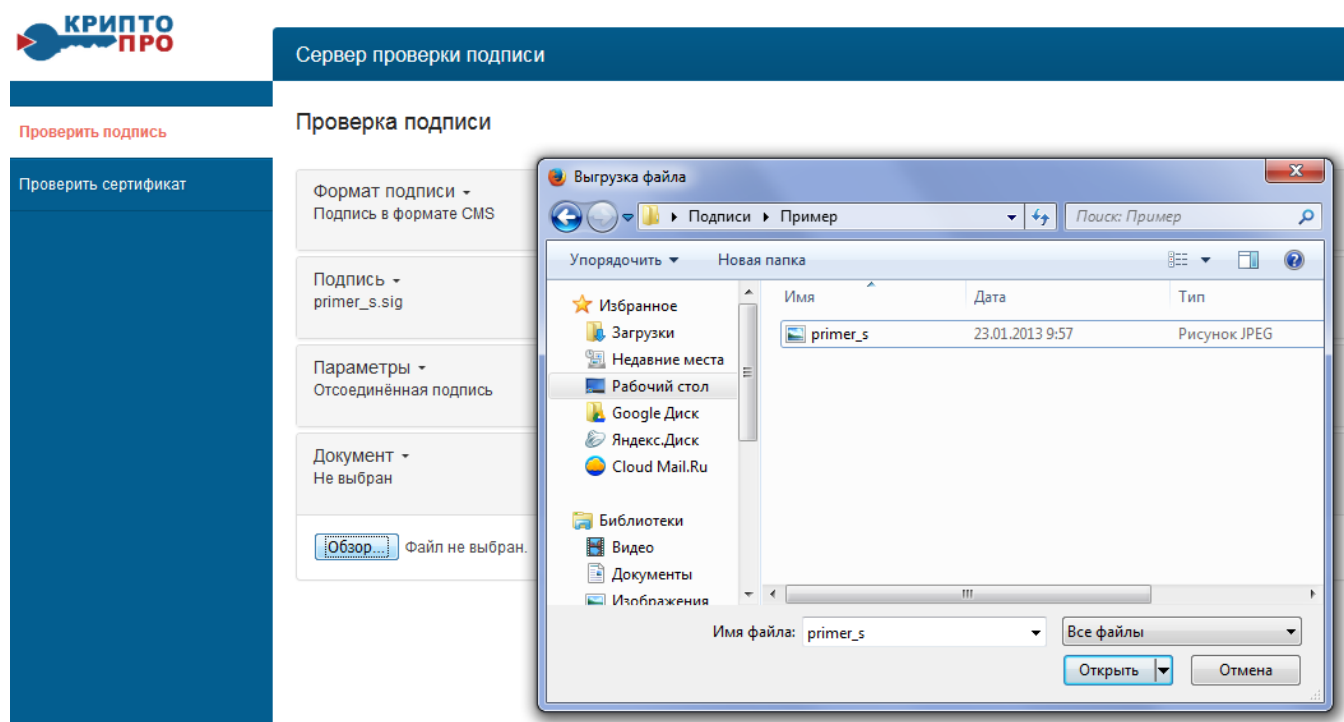 КРИПТО
ПРО
Сервер проверки подписи
Проверить подпись
Проверить сертификат
Проверка подписи
Формат подписи
Подпись в формате CMS
Подпись
primer_s.sig
Параметры
Отсоединённая подпись
Документ
Не выбран
Обзор... Файл не выбран.
Выгрузка файла
Подписи Пример Поиск: Пример
Упорядочить Новая папка
Избранное
Загрузки
Недавние места
Рабочий стол
Google Диск
Яндекс.Диск
Cloud Mail.Ru
Библиотеки
Видео
Документы
Изображения
Имя Дата Тип
primer_s 23.01.2013 9:57 Рисунок JPEG
Имя файла: primer_s Все файлы
Открыть Отмена